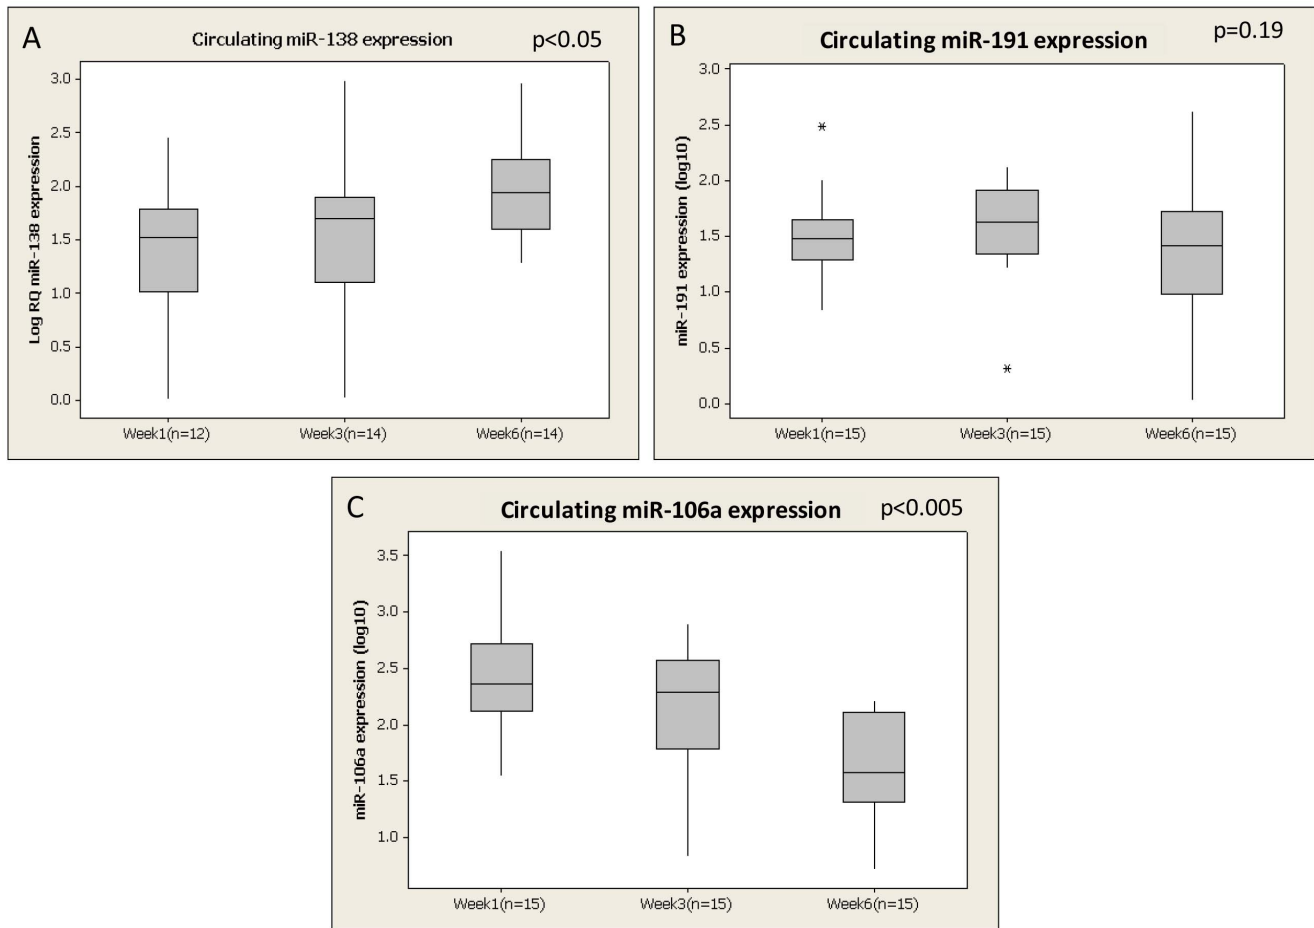 A
Circulating miR-138 expression
p<0.05
Log RQ miR-138 expression
3.0
2.5
2.0
1.5
1.0
0.5
0.0
Week1(n=12)
Week3(n=14)
Week6(n=14)
B
Circulating miR-191 expression
p=0.19
miR-191 expression (log10)
3.0
2.5
2.0
1.5
1.0
0.5
0.0
Week1(n=15)
Week3(n=15)
Week6(n=15)
C
Circulating miR-106a expression
p<0.005
miR-106a expression (log10)
3.5
3.0
2.5
2.0
1.5
1.0
Week1(n=15)
Week3(n=15)
Week6(n=15)